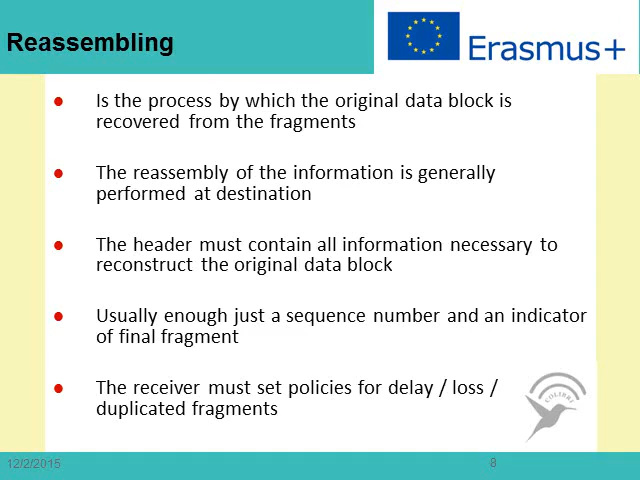 Reassembling
Erasmus+
Is the process by which the original data block is
recovered from the fragments
The reassembly of the information is generally
performed at destination
The header must contain all information necessary to
reconstruct the original data block
Usually enough just a sequence number and an indicator
of final fragment
The receiver must set policies for delay / loss /
duplicated fragments
COLIBRI
12/2/2015
8